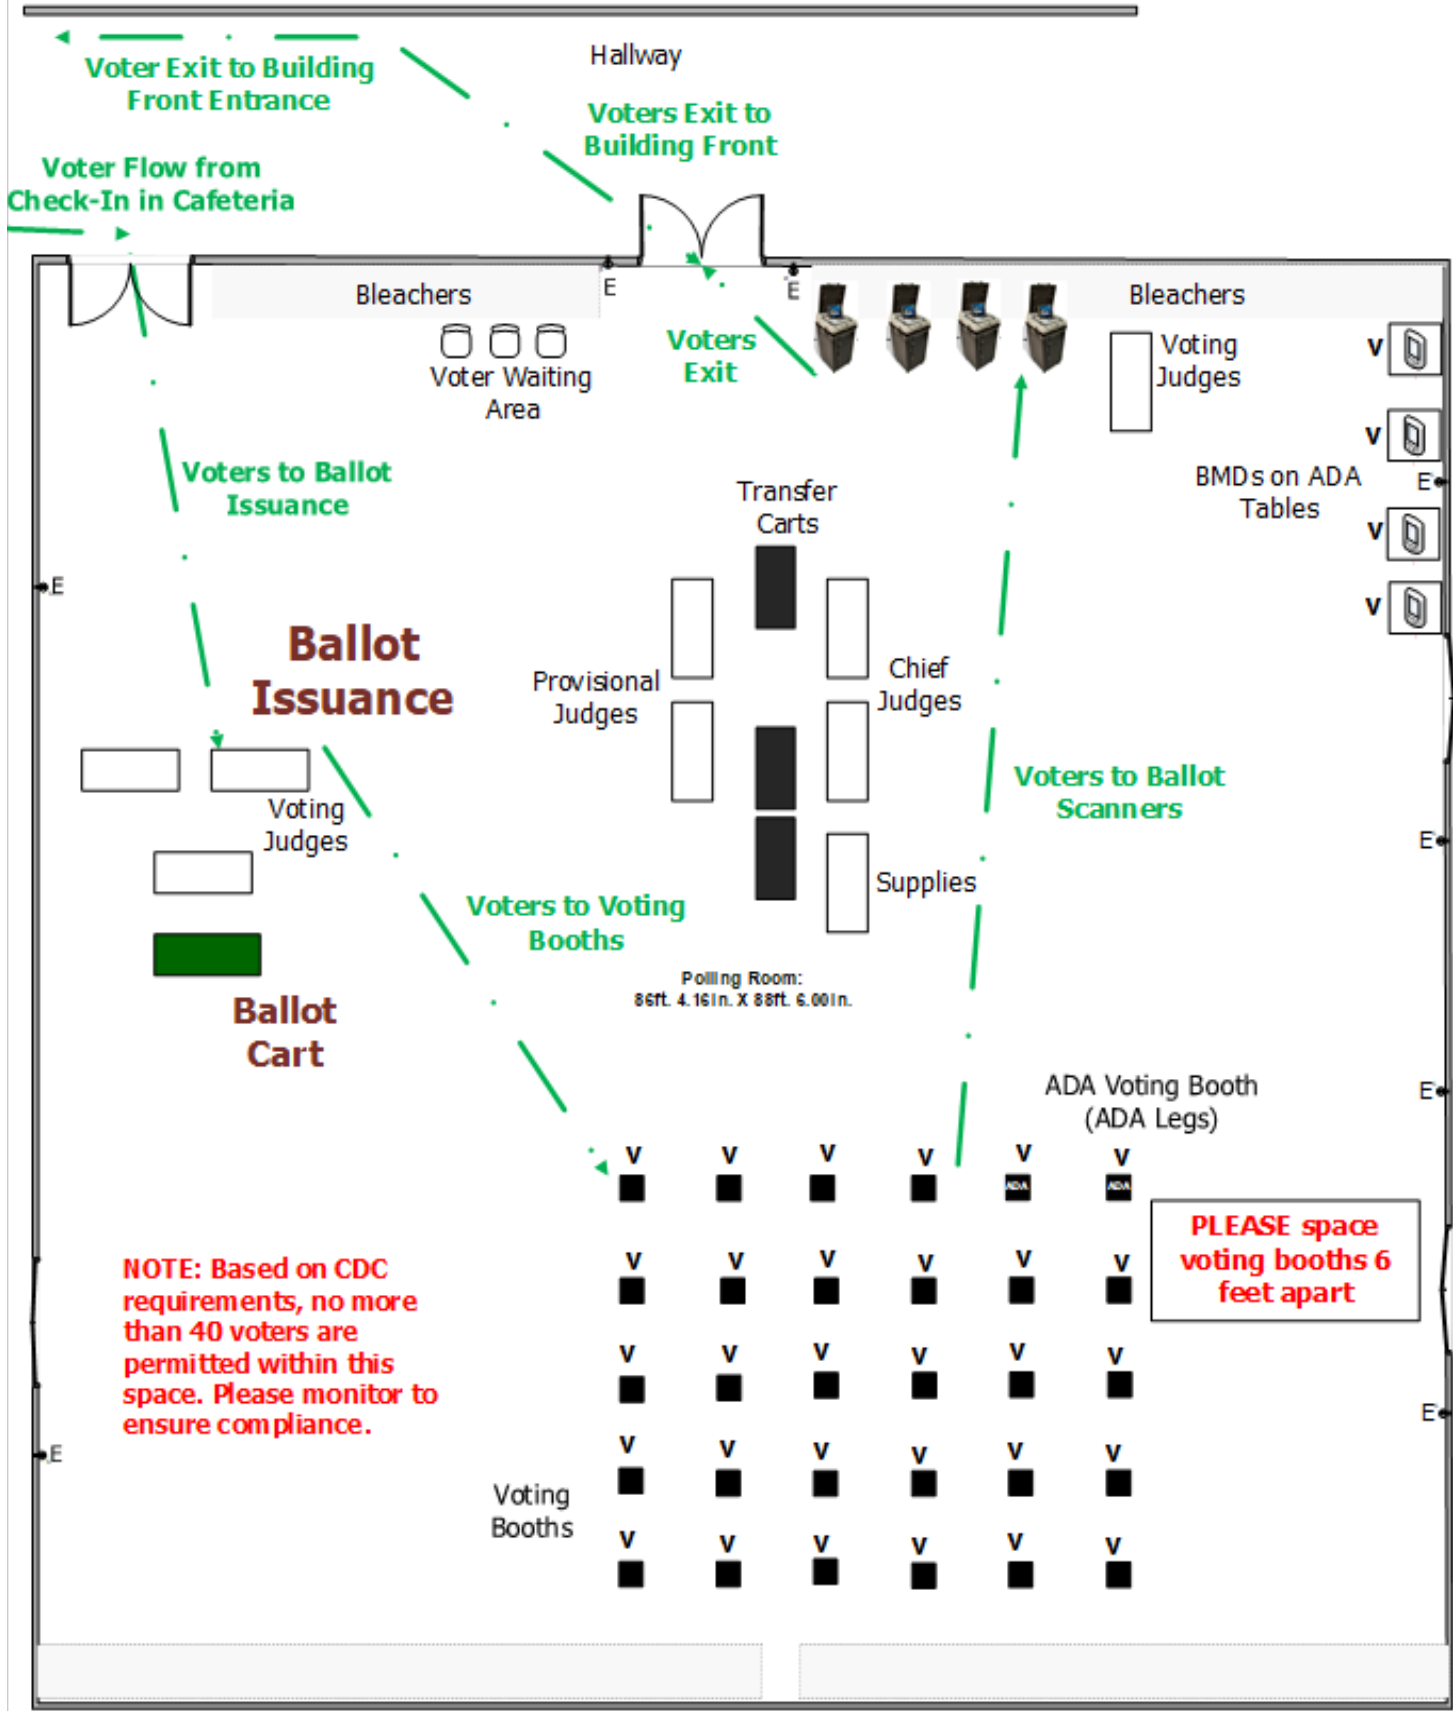 Hallway
Voter Exit to Building
Front Entrance
Voters Exit to
Building Front
Voter Flow from
Check-In in Cafeteria
Bleachers
E
E
Bleachers
Voters
Exit
Voting
Judges
V
Voter Waiting
Area
V
Voters to Ballot
Issuance
Transfer
Carts
BMDs on ADA
Tables
E
V
E
V
Ballot
Issuance
Provisional
Judges
Chief
Judges
Voting
Judges
Voters to Ballot
Scanners
E
Supplies
Voters to Voting
Booths
Polling Room:
86ft. 4.16in. X 88ft. 6.00in.
Ballot
Cart
ADA Voting Booth
(ADA Legs)
E
V V V V V V
ADA ADA
PLEASE space
voting booths 6
feet apart
V V V V V V
NOTE: Based on CDC
requirements, no more
than 40 voters are
permitted within this
space. Please monitor to
ensure compliance.
V V V V V V
E
E
V V V V V V
Voting
Booths
V V V V V V